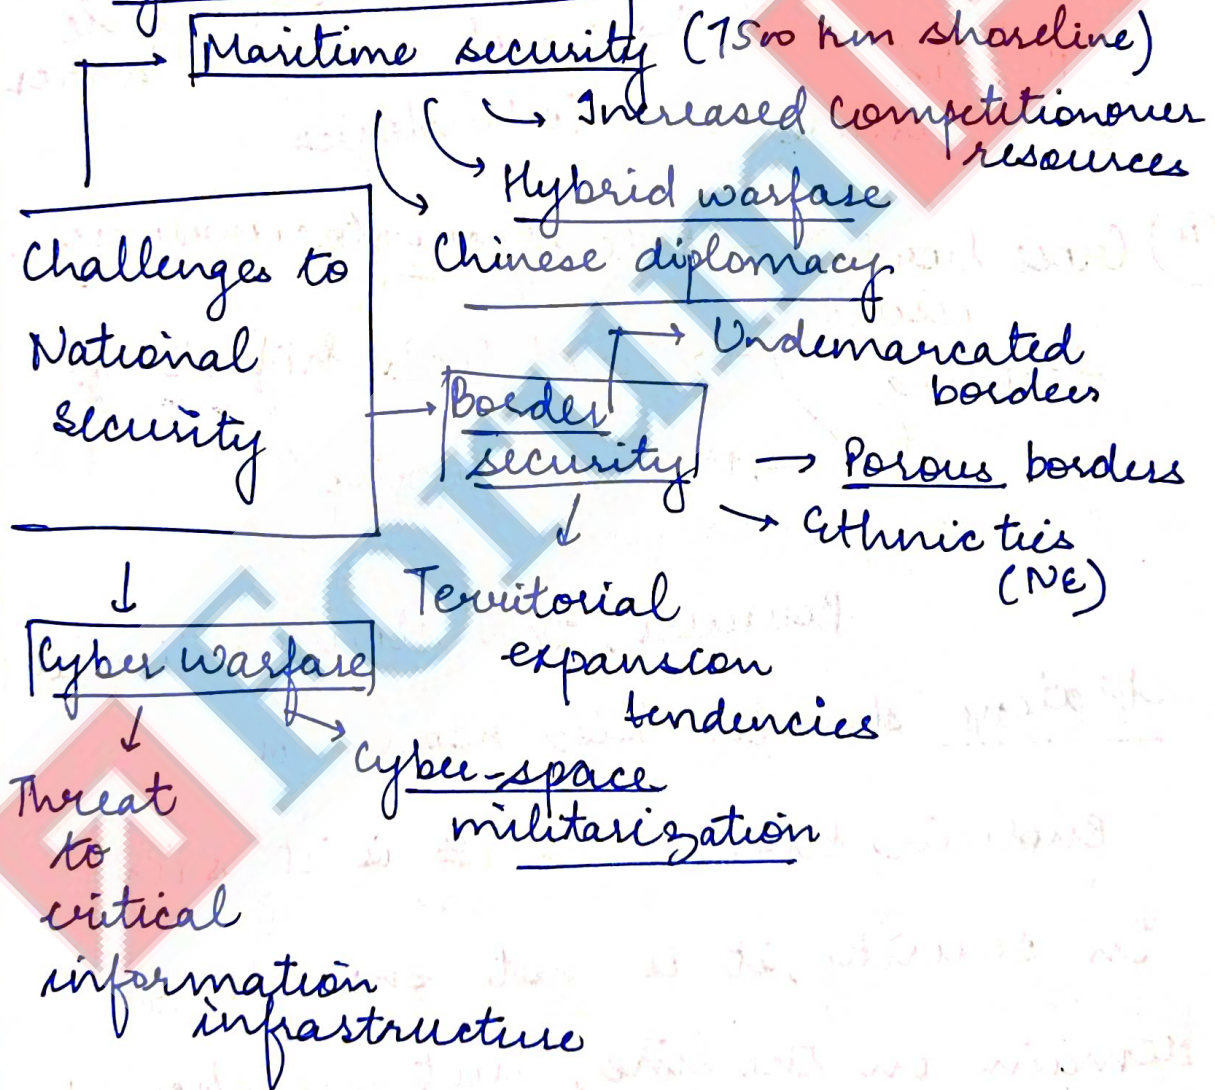 Maritime security (7500 km shoreline)
Increased competition over
resources
Hybrid warfare
Chinese diplomacy
Challenges to
National
Security
Undemarcated
borders
Border
security
Porous borders
Ethnic ties
(NE)
Territorial
expansion
tendencies
Cyber warfare
Cyber-space
militarization
Threat
to
critical
information
infrastructure
Forum